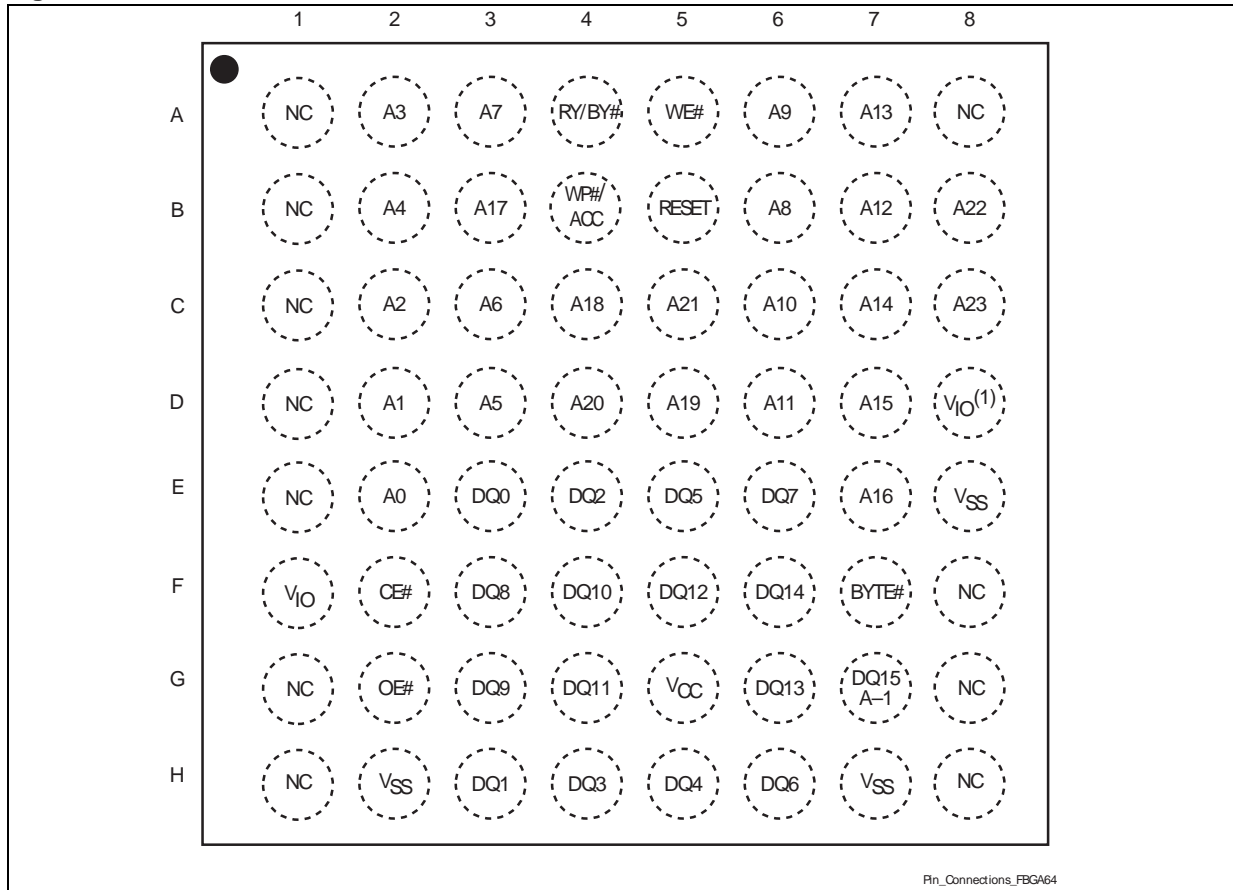 1 2 3 4 5 6 7 8
A NC A3 A7 RY/BY# WE# A9 A13 NC
B NC A4 A17 WP#/ RESET A8 A12 A22
ACC
C NC A2 A6 A18 A21 A10 A14 A23
D NC A1 A5 A20 A19 A11 A15 VIO(1)
E NC A0 DQ0 DQ2 DQ5 DQ7 A16 VSS
F VIO CE# DQ8 DQ10 DQ12 DQ14 BYTE# NC
G NC OE# DQ9 DQ11 VCC DQ13 DQ15 NC
A–1
H NC VSS DQ1 DQ3 DQ4 DQ6 VSS NC
Pin_Connections_FBGA64